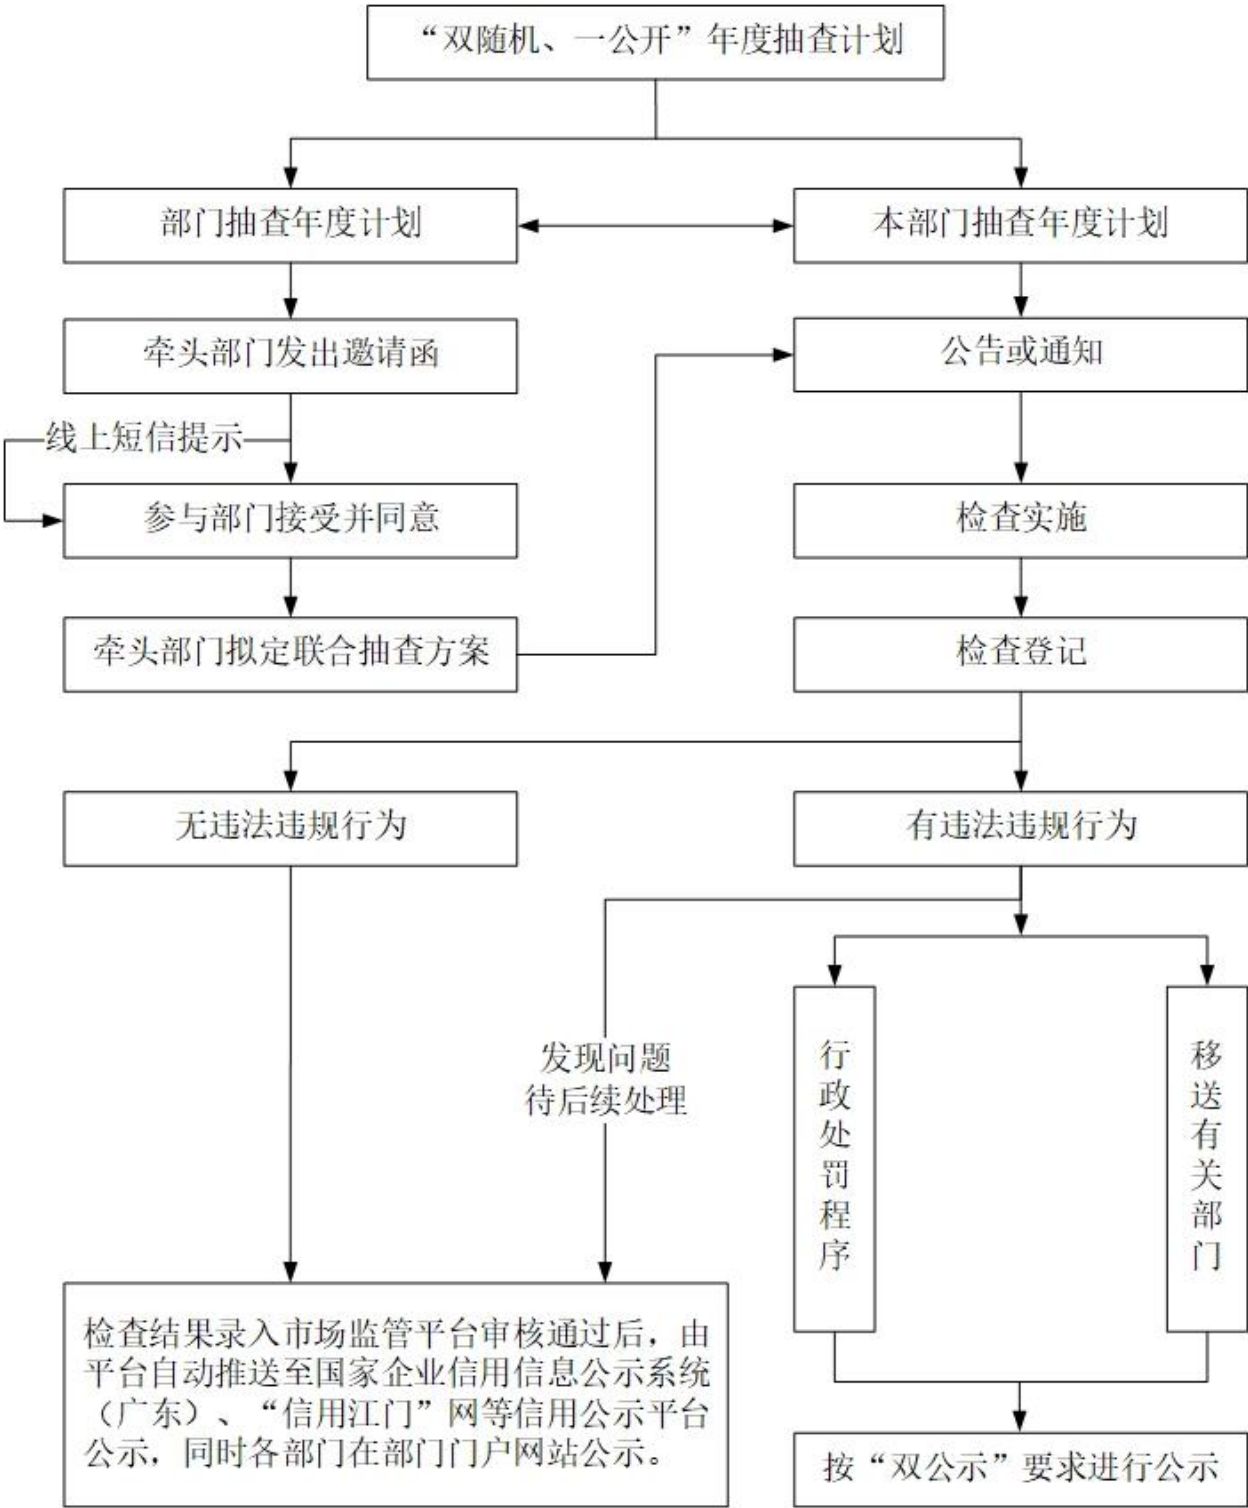 “双随机、一公开”年度抽查计划
部门抽查年度计划
本部门抽查年度计划
牵头部门发出邀请函
公告或通知
线上短信提示
参与部门接受并同意
检查实施
牵头部门拟定联合抽查方案
检查登记
无违法违规行为
有违法违规行为
发现问题
待后续处理
行政处罚程序
移送有关部门
检查结果录入市场监管平台审核通过后，由
平台自动推送至国家企业信用信息公示系统
（广东）、“信用江门”网等信用公示平台
公示，同时各部门在部门门户网站公示。
按“双公示”要求进行公示